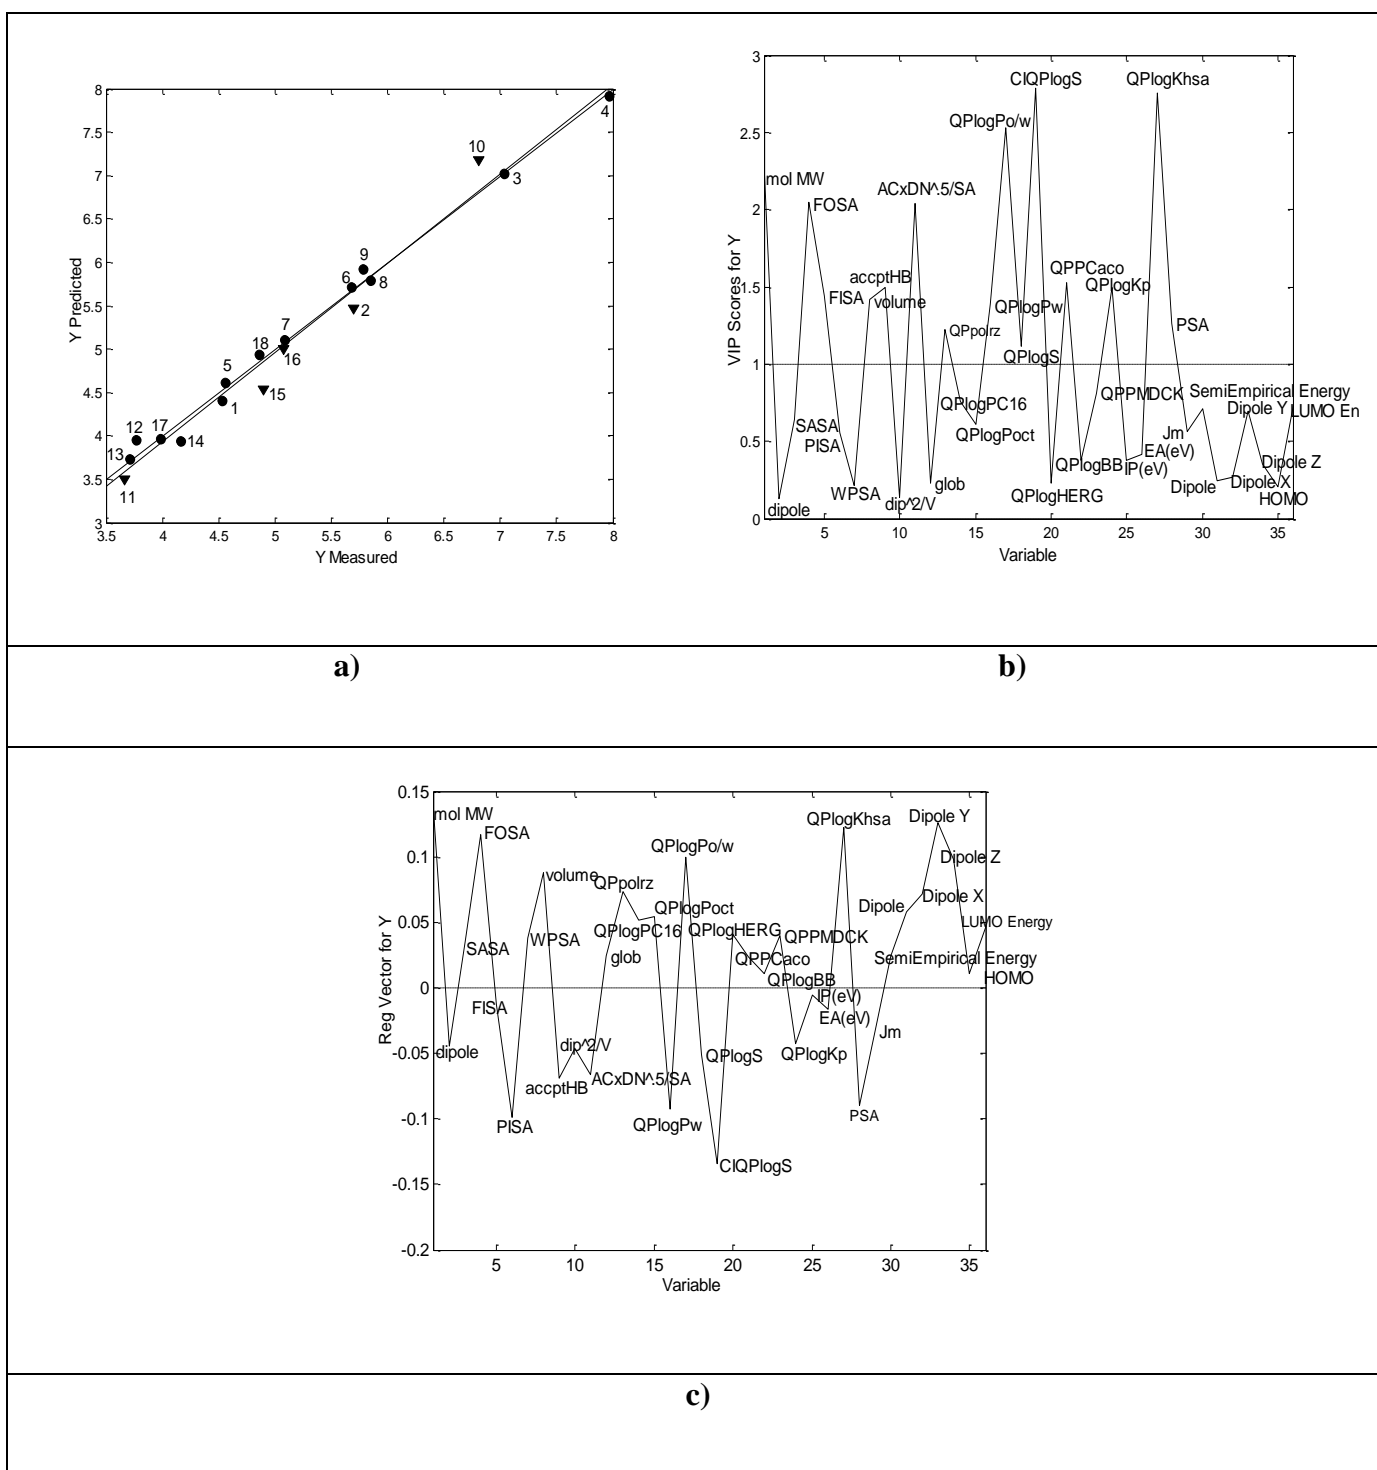 8
7.5
7
6.5
6
5.5
5
4.5
4
3.5
3
3.5 4 4.5 5 5.5 6 6.5 7 7.5 8
Y Measured
Y Predicted
4
10
3
9
8
6
2
7
18
16
5
15
1
12 17
14
13
11
3
2.5
2
1.5
1
0.5
0
5 10 15 20 25 30 35
Variable
VIP Scores for Y
mol MW
dipole
SASA
FOSA
FISA
PISA
WPSA
volume
accptHB
dip^2/V
ACxDN^.5/SA
glob
QPpolrz
QPlogPC16
QPlogPoct
QPlogPw
QPlogPo/w
QPlogS
CIQPlogS
QPlogHERG
QPPCaco
QPlogBB
QPPMDCK
QPlogKp
IP(eV)
EA(eV)
QPlogKhsa
PSA
Jm
SemiEmpirical Energy
Dipole
Dipole X
Dipole Y
Dipole Z
HOMO
LUMO En
a)
b)
0.15
0.1
0.05
0
-0.05
-0.1
-0.15
-0.2
5 10 15 20 25 30 35
Variable
Reg Vector for Y
mol MW
dipole
SASA
FOSA
FISA
PISA
WPSA
volume
accptHB
dip^2/V
ACxDN^.5/SA
glob
QPpolrz
QPlogPC16
QPlogPoct
QPlogPw
QPlogPo/w
QPlogS
CIQPlogS
QPlogHERG
QPPCaco
QPlogBB
QPPMDCK
QPlogKp
IP(eV)
EA(eV)
QPlogKhsa
PSA
Jm
SemiEmpirical Energy
Dipole
Dipole X
Dipole Y
Dipole Z
HOMO
LUMO Energy
c)